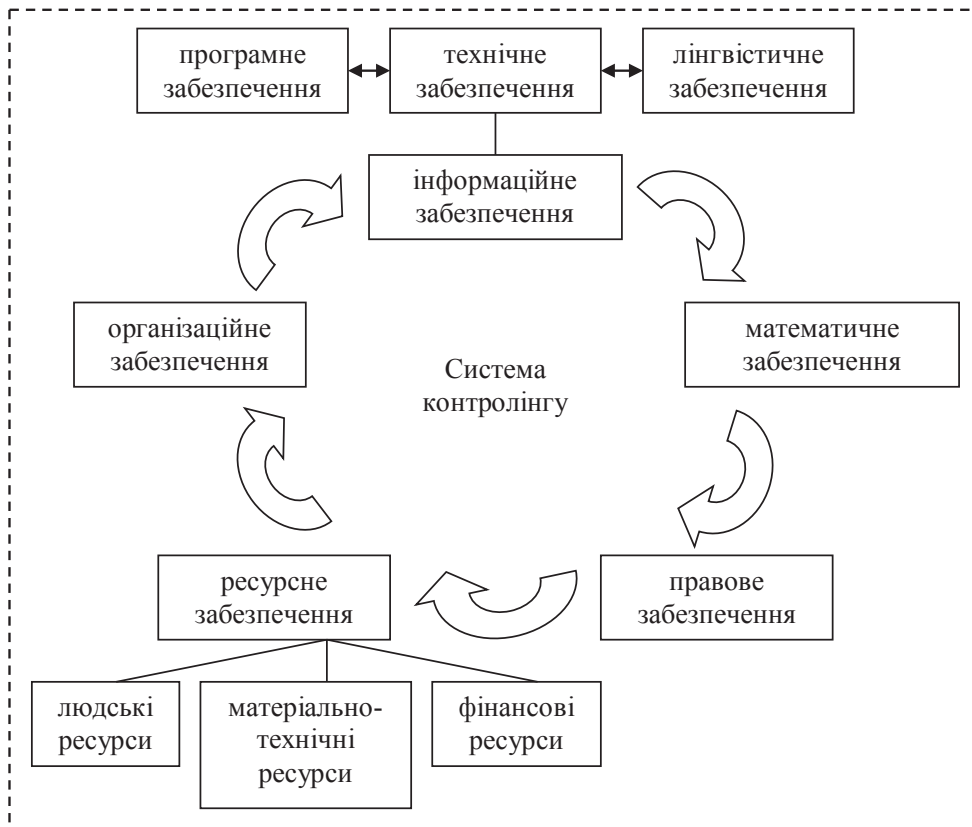 програмне
забезпечення
технічне
забезпечення
лінгвістичне
забезпечення
інформаційне
забезпечення
організаційне
забезпечення
математичне
забезпечення
Система
контролінгу
ресурсне
забезпечення
правове
забезпечення
людські
ресурси
матеріально-
технічні
ресурси
фінансові
ресурси